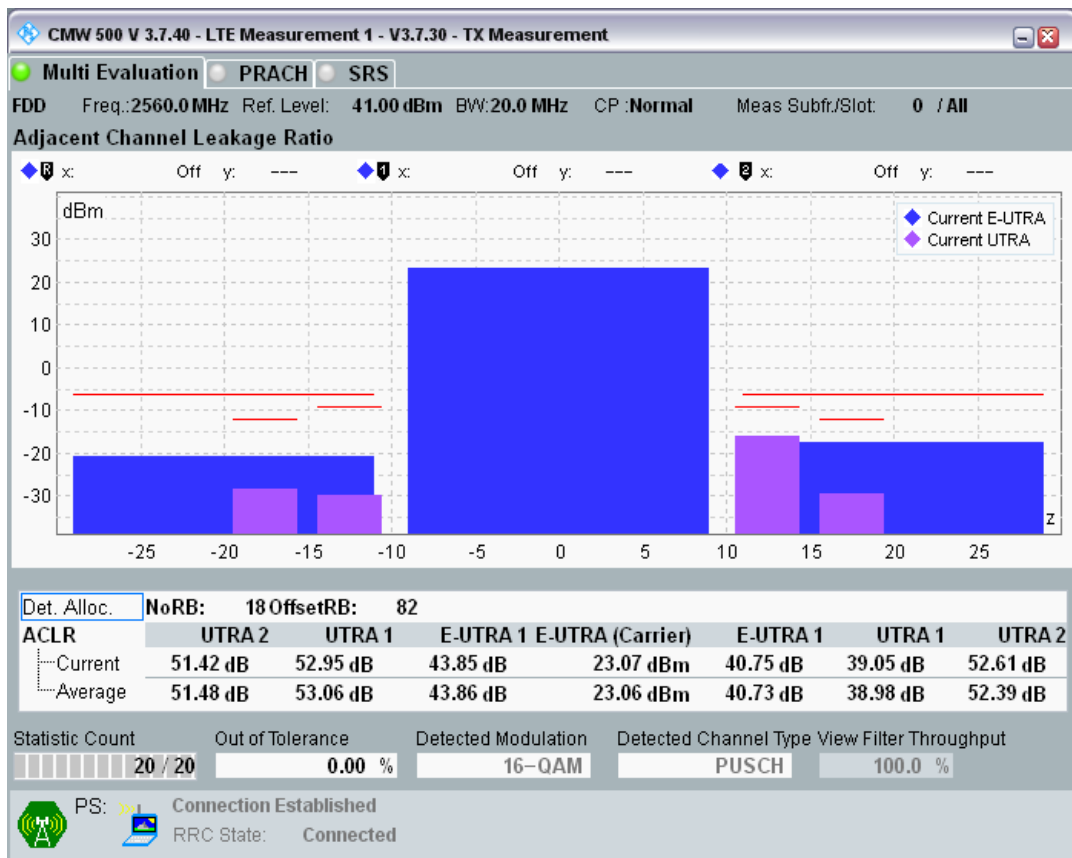 CMW 500 V 3.7.40 - LTE Measurement 1 - V3.7.30 - TX Measurement
Multi Evaluation PRACH SRS
FDD Freq.:2560.0 MHz Ref. Level: 41.00 dBm BW:20.0 MHz CP :Normal Meas Subfr./Slot: 0 / All
Adjacent Channel Leakage Ratio
R x: Off y: --- 1 x: Off y: --- 2 x: Off y: ---
dBm
Current E-UTRA
Current UTRA
30
20
10
0
-10
-20
-30
z
-25 -20 -15 -10 -5 0 5 10 15 20 25
Det. Alloc. NoRB: 18 OffsetRB: 82
ACLR UTRA 2 UTRA 1 E-UTRA 1 E-UTRA (Carrier) E-UTRA 1 UTRA 1 UTRA 2
Current 51.42 dB 52.95 dB 43.85 dB 23.07 dBm 40.75 dB 39.05 dB 52.61 dB
Average 51.48 dB 53.06 dB 43.86 dB 23.06 dBm 40.73 dB 38.98 dB 52.39 dB
Statistic Count Out of Tolerance Detected Modulation Detected Channel Type View Filter Throughput
20 / 20 0.00 % 16-QAM PUSCH 100.0 %
PS: Connection Established
RRC State: Connected